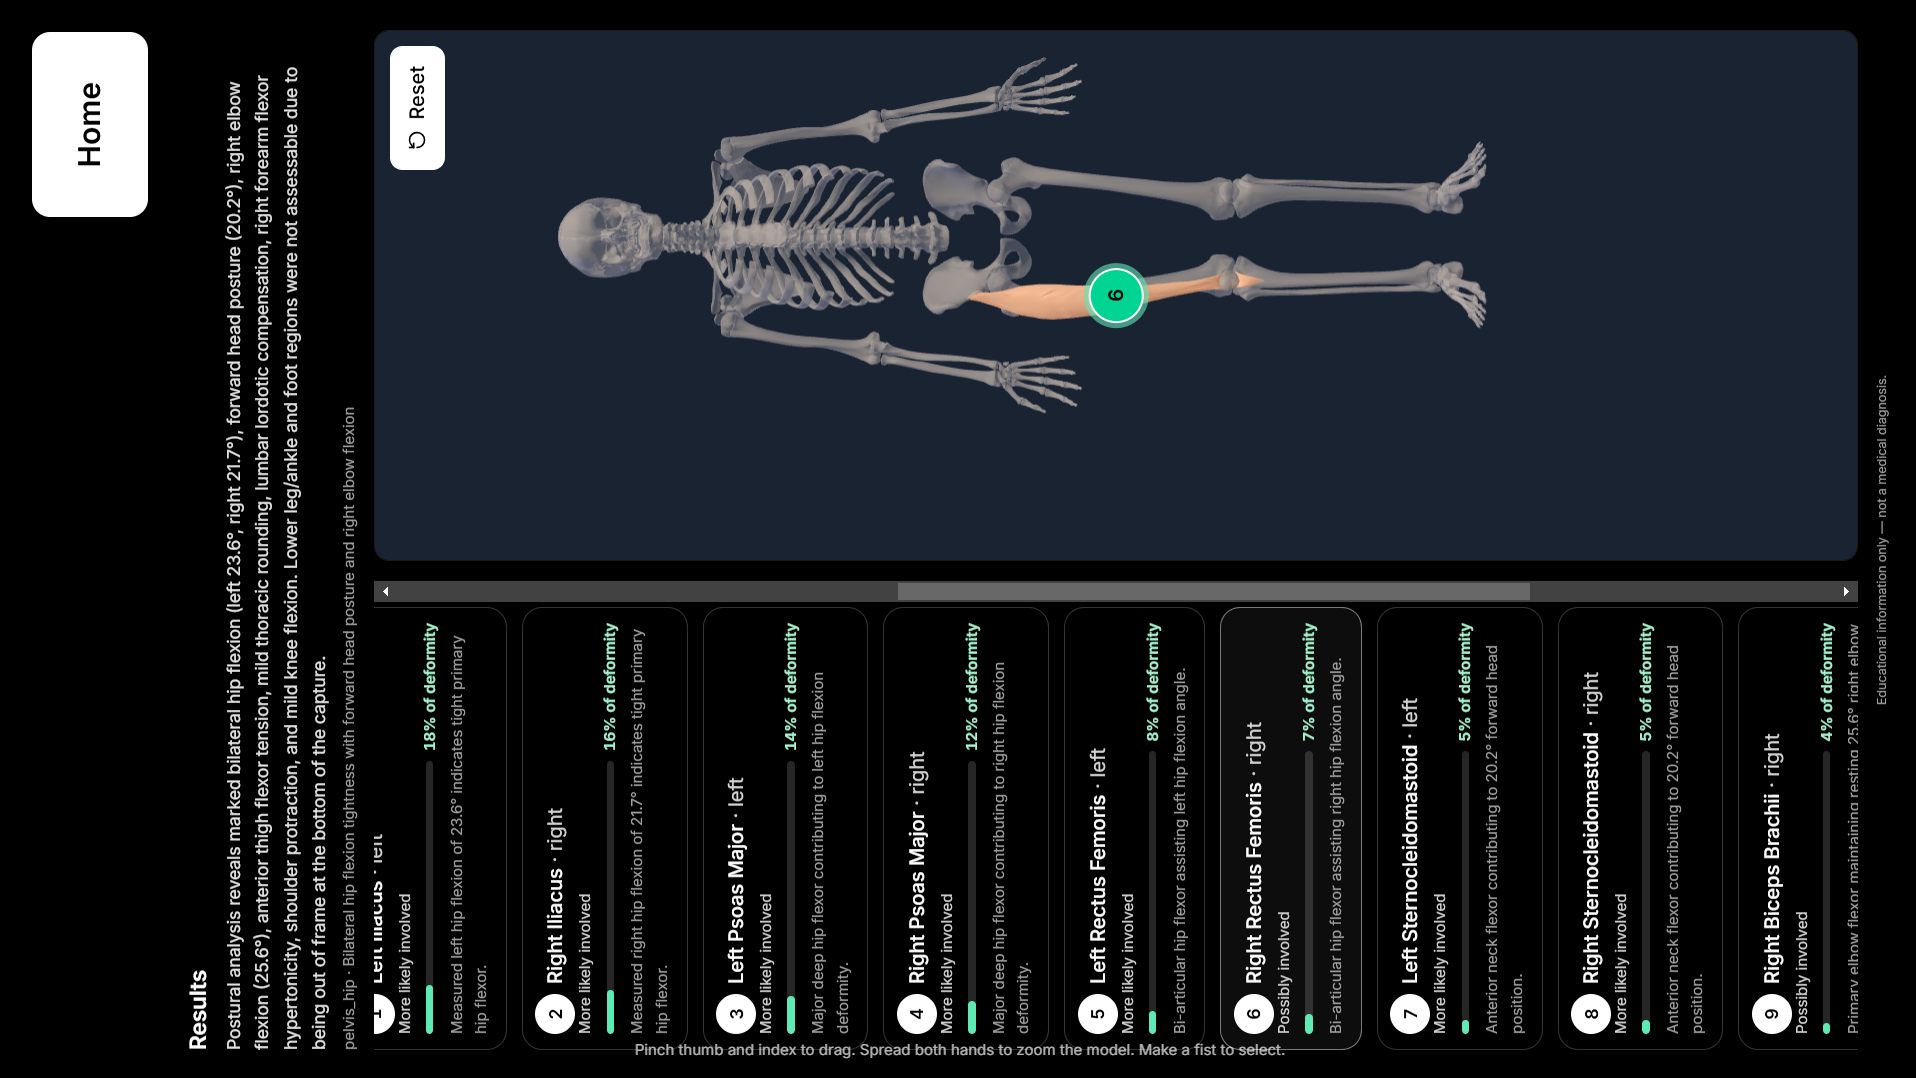 Home
Results
Postural analysis reveals marked bilateral hip flexion (left 23.6°, right 21.7°), forward head posture (20.2°), right elbow
flexion (25.6°), anterior thigh flexor tension, mild thoracic rounding, lumbar lordotic compensation, right forearm flexor
hypertonicity, shoulder protraction, and mild knee flexion. Lower leg/ankle and foot regions were not assessable due to
being out of frame at the bottom of the capture.
pelvis_hip · Bilateral hip flexion tightness with forward head posture and right elbow flexion
Reset
6
1 Left Iliacus · left
More likely involved
18% of deformity
Measured left hip flexion of 23.6° indicates tight primary
hip flexor.
2 Right Iliacus · right
More likely involved
16% of deformity
Measured right hip flexion of 21.7° indicates tight primary
hip flexor.
3 Left Psoas Major · left
More likely involved
14% of deformity
Major deep hip flexor contributing to left hip flexion
deformity.
4 Right Psoas Major · right
More likely involved
12% of deformity
Major deep hip flexor contributing to right hip flexion
deformity.
5 Left Rectus Femoris · left
More likely involved
8% of deformity
Bi-articular hip flexor assisting left hip flexion angle.
6 Right Rectus Femoris · right
Possibly involved
7% of deformity
Bi-articular hip flexor assisting right hip flexion angle.
7 Left Sternocleidomastoid · left
More likely involved
5% of deformity
Anterior neck flexor contributing to 20.2° forward head
position.
8 Right Sternocleidomastoid · right
More likely involved
5% of deformity
Anterior neck flexor contributing to 20.2° forward head
position.
9 Right Biceps Brachii · right
Possibly involved
4% of deformity
Primary elbow flexor maintaining resting 25.6° right elbow
Pinch thumb and index to drag. Spread both hands to zoom the model. Make a fist to select.
Educational information only — not a medical diagnosis.